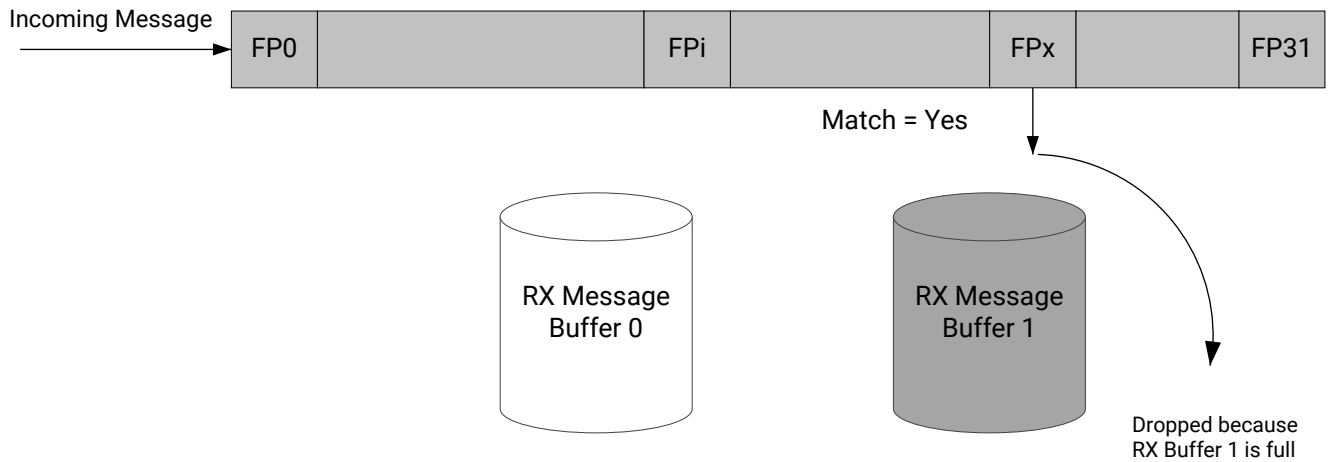 Incoming Message
FP0
FPi
FPx
FP31
Match = Yes
RX Message
Buffer 0
RX Message
Buffer 1
Dropped because
RX Buffer 1 is full